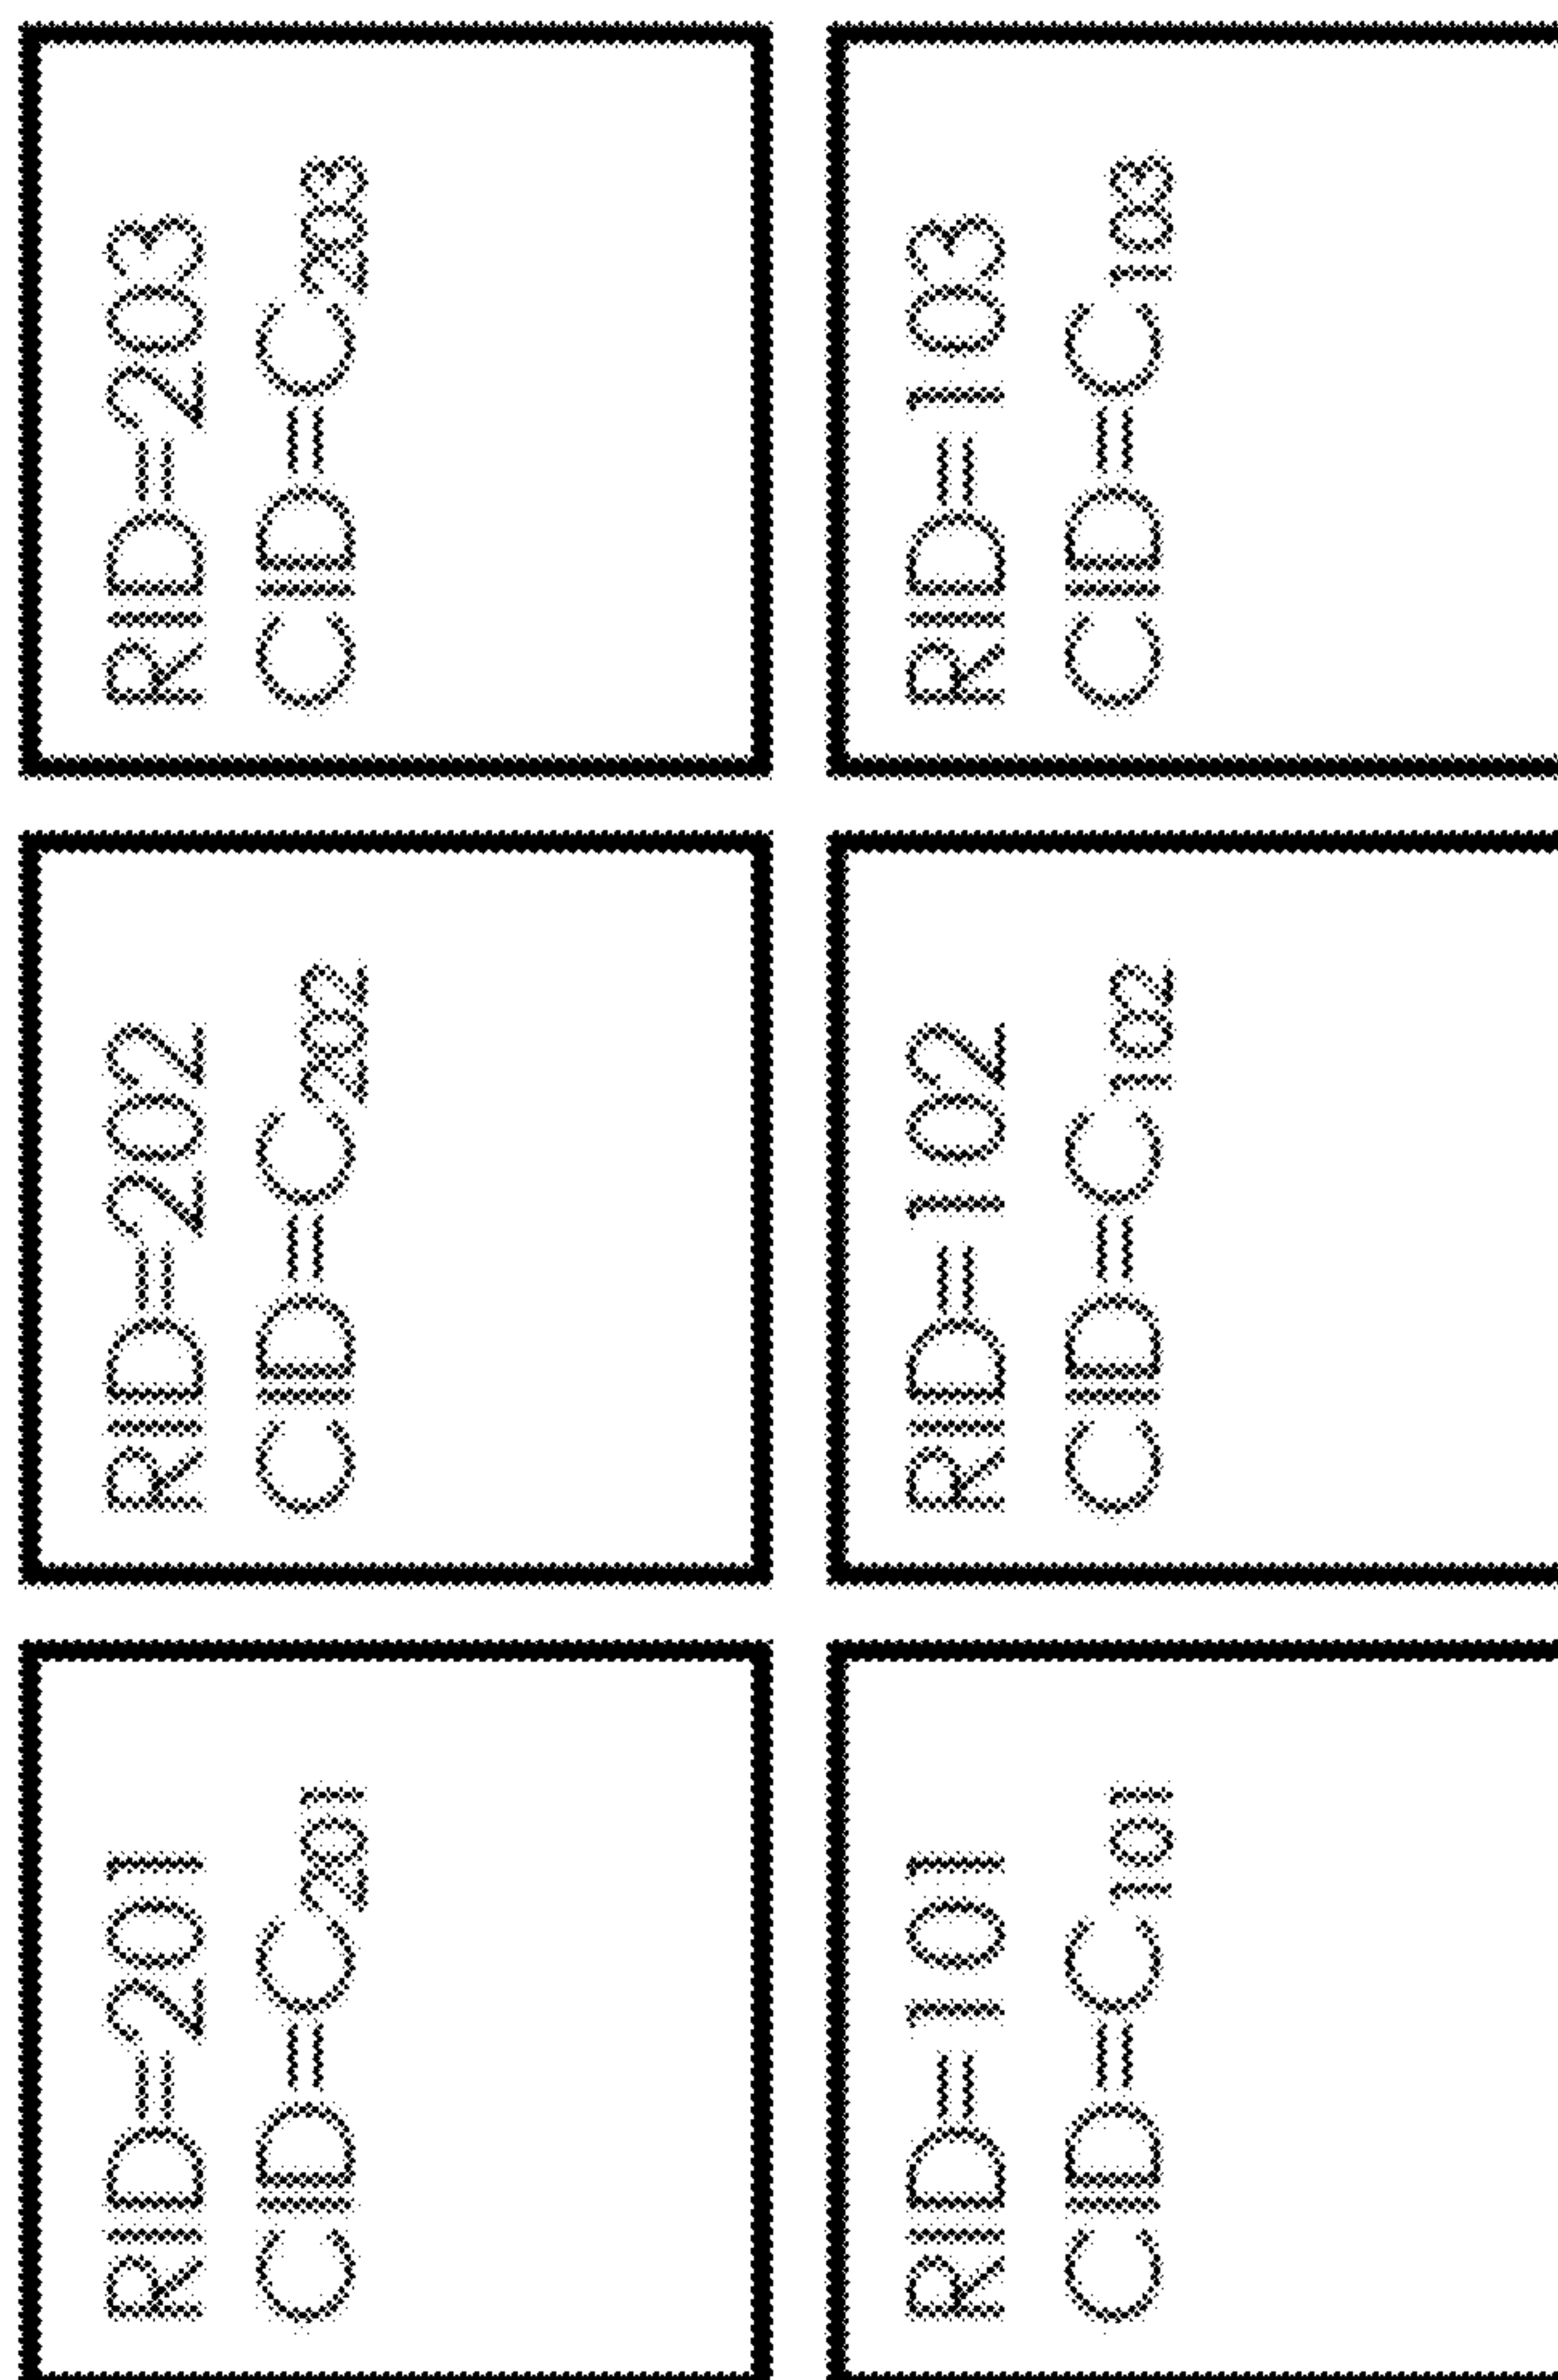 RID=201
CID=C₂₀₁
RID=202
CID=C₂₀₂
RID=203
CID=C₂₀₃
RID=101
CID=C₁₀₁
RID=102
CID=C₁₀₂
RID=103
CID=C₁₀₃